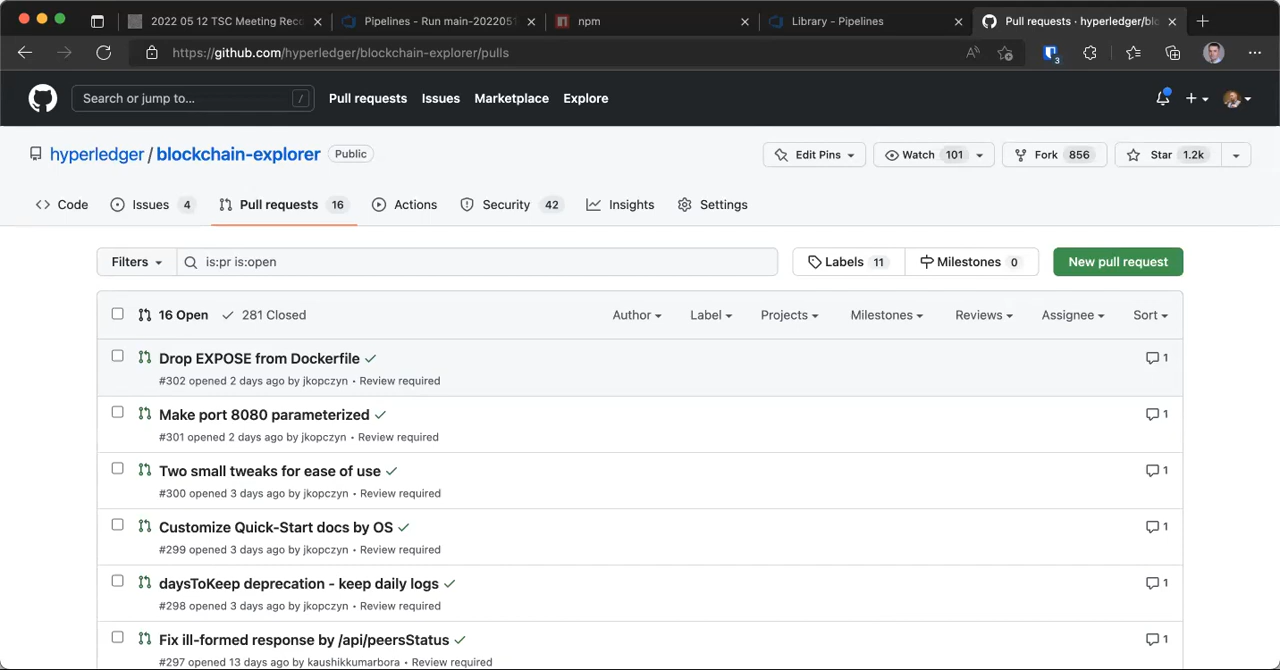 2022 05 12 TSC Meeting Reco
Pipelines - Run main-2022051
npm
Library - Pipelines
Pull requests · hyperledger/blo
https://github.com/hyperledger/blockchain-explorer/pulls
3
Search or jump to...
/
Pull requests
Issues
Marketplace
Explore
hyperledger / blockchain-explorer
Public
Edit Pins
Watch 101
Fork 856
Star 1.2k
Code
Issues 4
Pull requests 16
Actions
Security 42
Insights
Settings
Filters
is:pr is:open
Labels 11
Milestones 0
New pull request
16 Open
281 Closed
Author
Label
Projects
Milestones
Reviews
Assignee
Sort
Drop EXPOSE from Dockerfile
1
#302 opened 2 days ago by jkopczyn • Review required
Make port 8080 parameterized
1
#301 opened 2 days ago by jkopczyn • Review required
Two small tweaks for ease of use
1
#300 opened 3 days ago by jkopczyn • Review required
Customize Quick-Start docs by OS
1
#299 opened 3 days ago by jkopczyn • Review required
daysToKeep deprecation - keep daily logs
1
#298 opened 3 days ago by jkopczyn • Review required
Fix ill-formed response by /api/peersStatus
1
#297 opened 13 days ago by kaushikkumarbora • Review required